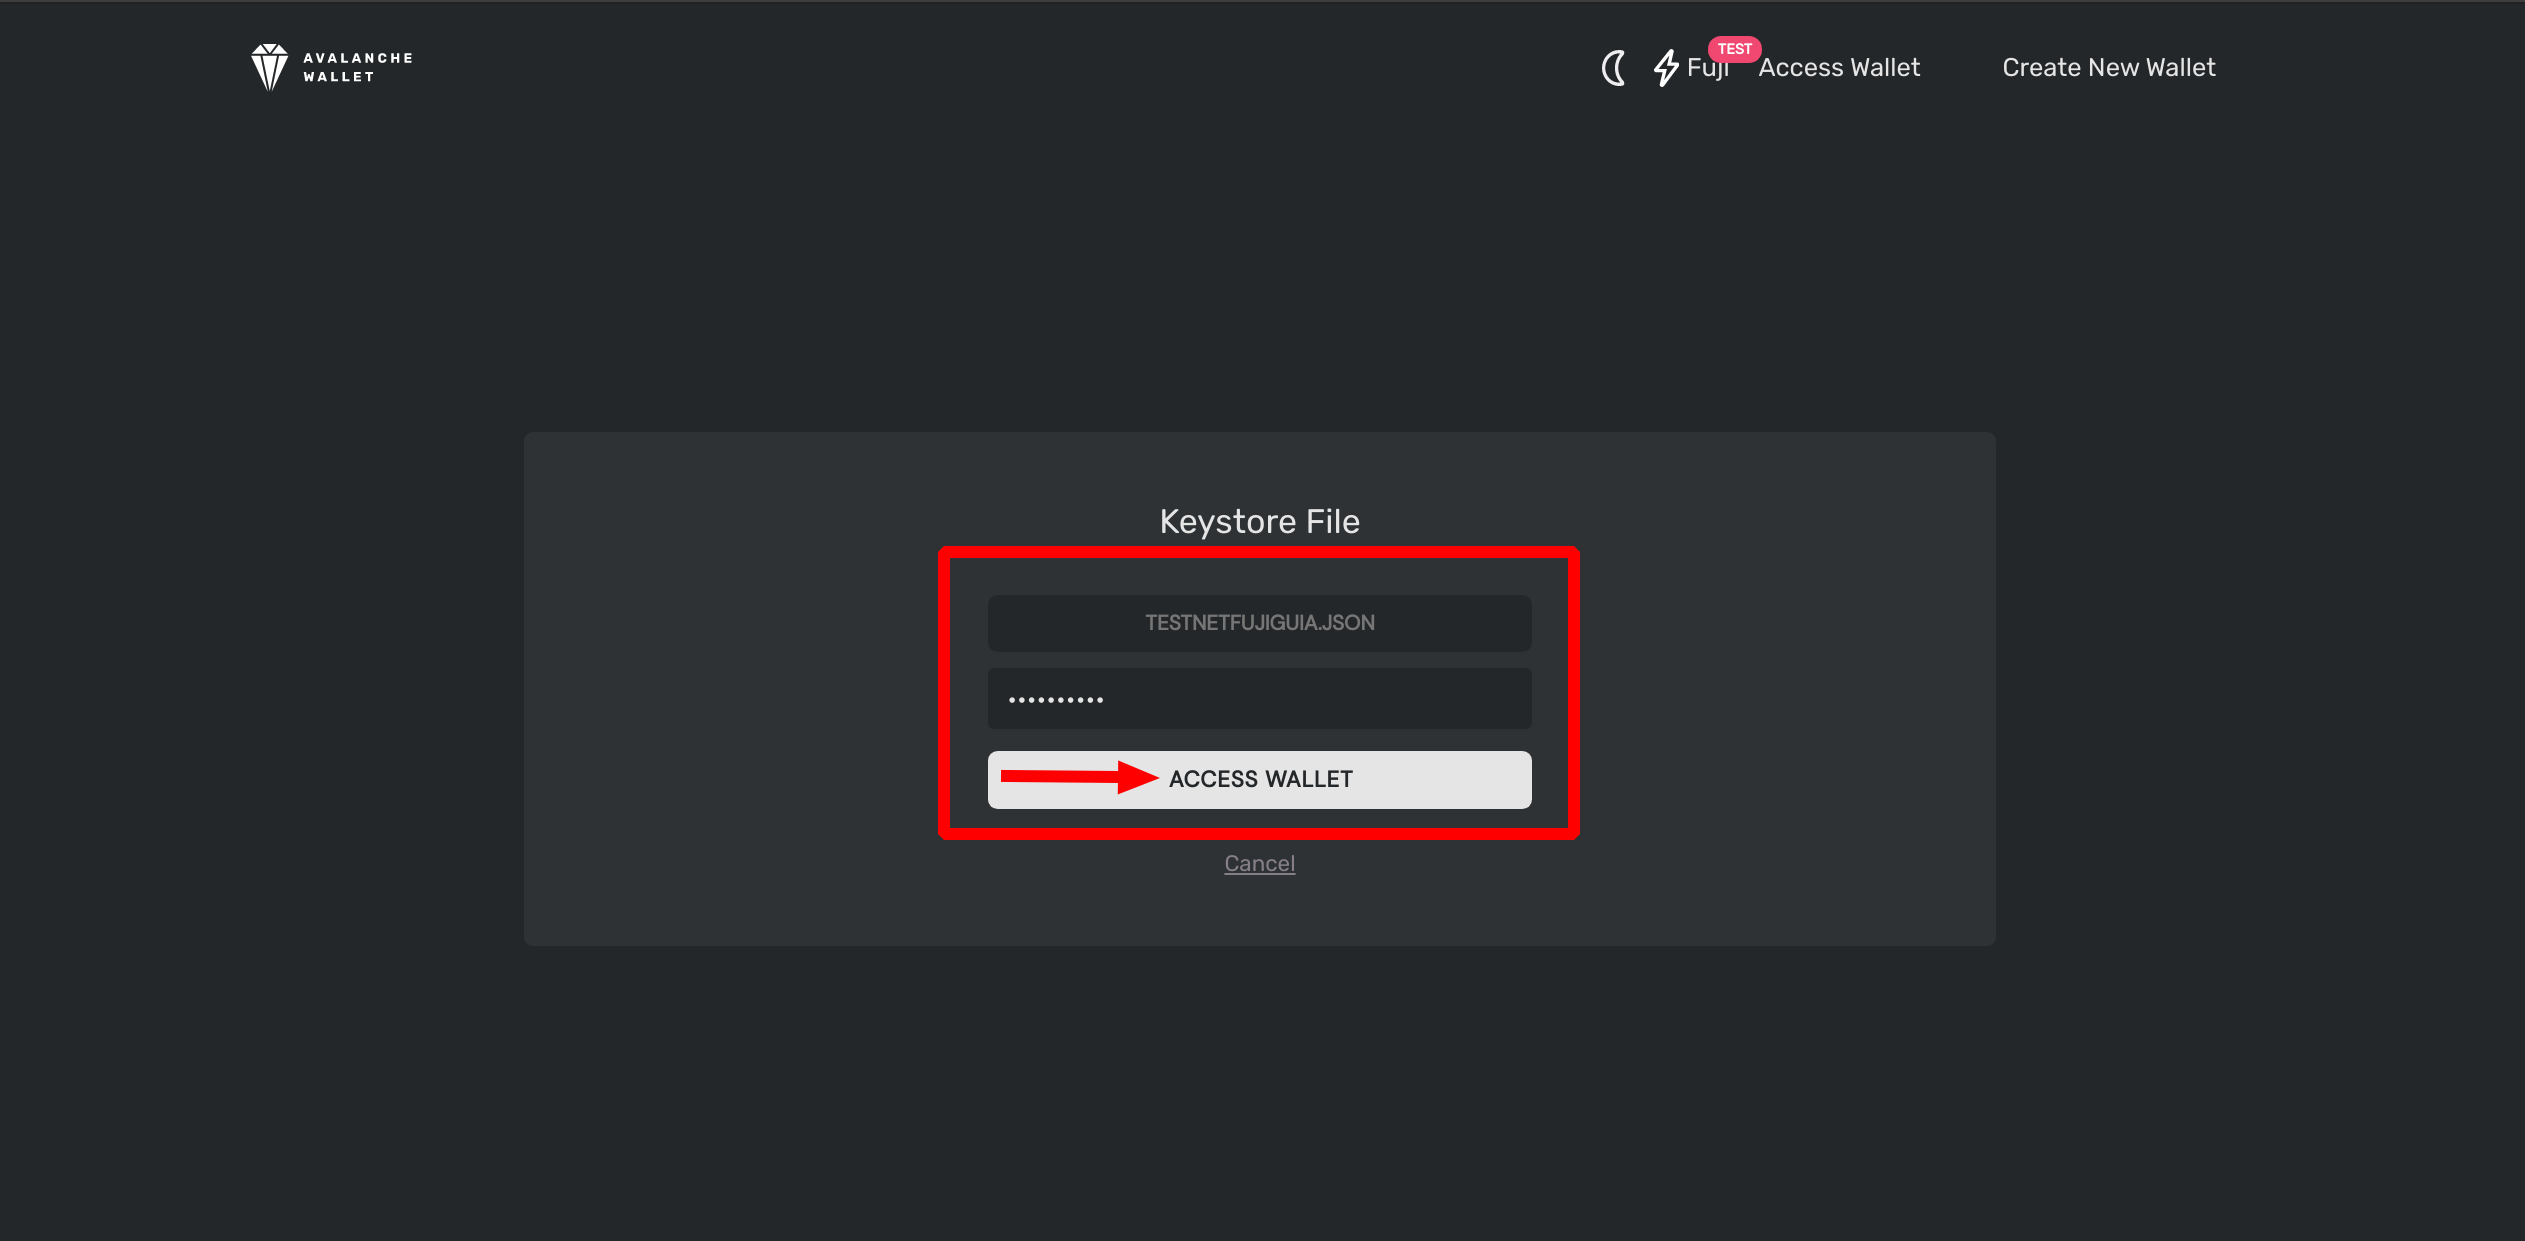 AVALANCHE
WALLET
Fuji
TEST
Access Wallet
Create New Wallet
Keystore File
TESTNETFUJIGUIA.JSON
••••••••••
ACCESS WALLET
Cancel